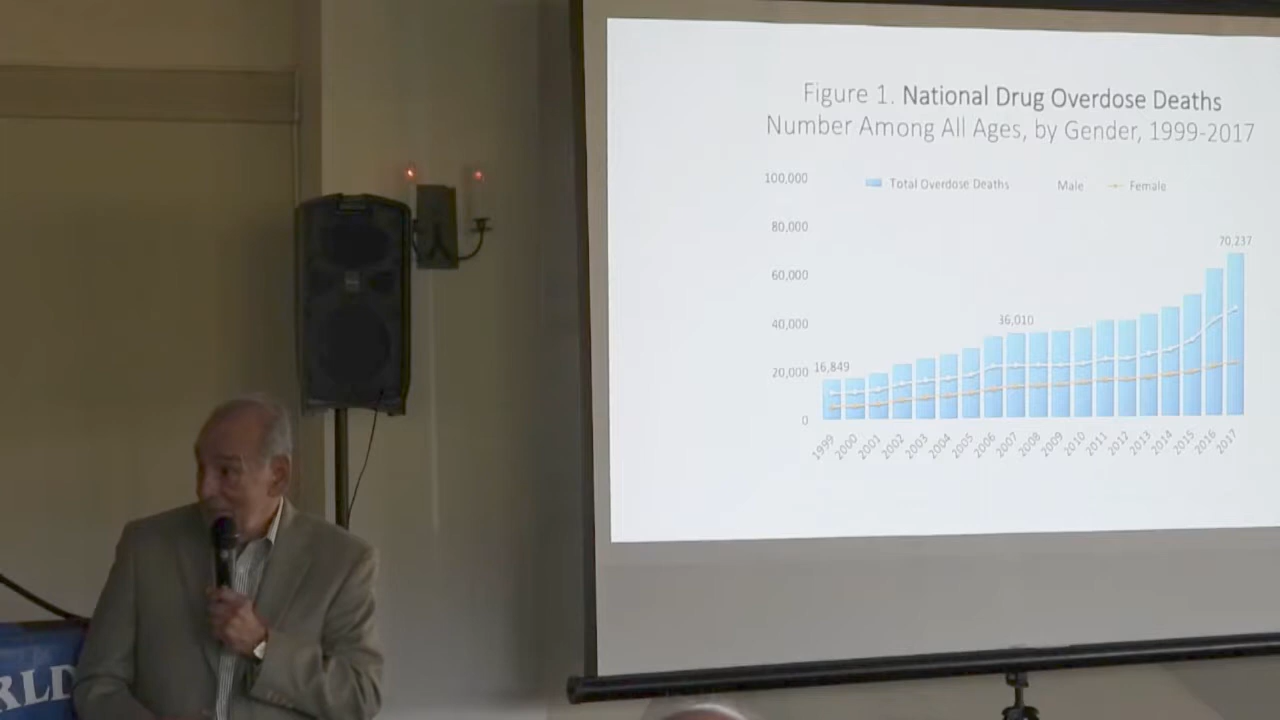 Figure 1. National Drug Overdose Deaths
Number Among All Ages, by Gender, 1999-2017
100,000
Total Overdose Deaths Male Female
80,000
70,237
60,000
40,000
36,010
20,000
16,849
0
1999 2000 2001 2002 2003 2004 2005 2006 2007 2008 2009 2010 2011 2012 2013 2014 2015 2016 2017
RLD